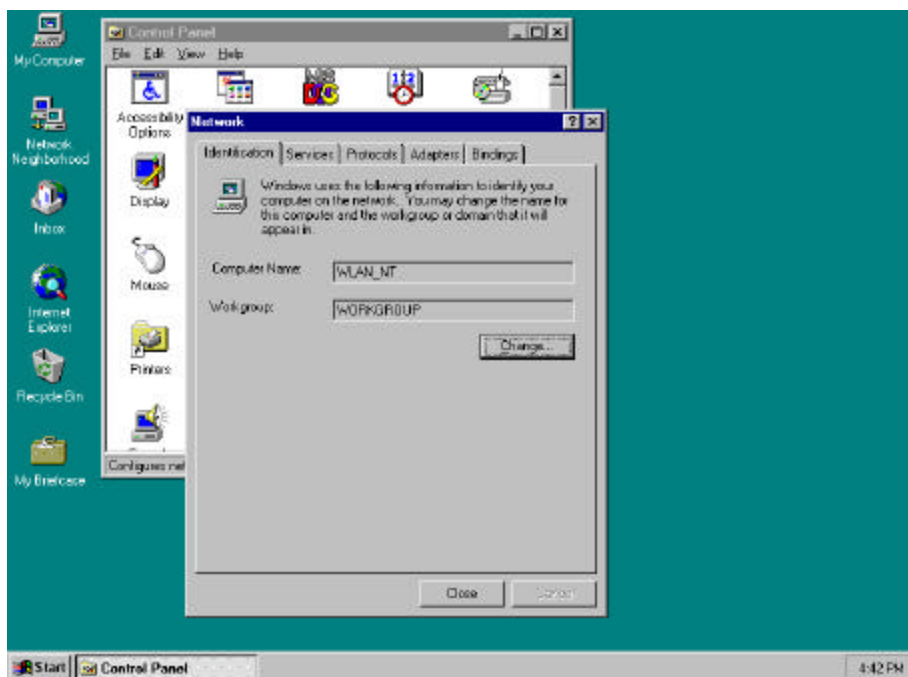 My Computer
Network
Neighborhood
Inbox
Internet
Explorer
Recycle Bin
My Briefcase
Control Panel
File Edit View Help
Accessibility
Options
Display
Mouse
Printers
Configures net
Network
Identification Services Protocols Adapters Bindings
Windows uses the following information to identify your
computer on the network. You may change the name for
this computer and the workgroup or domain that it will
appear in.
Computer Name: WLAN_NT
Workgroup: WORKGROUP
Change...
Close Cancel
Start Control Panel 4:42 PM